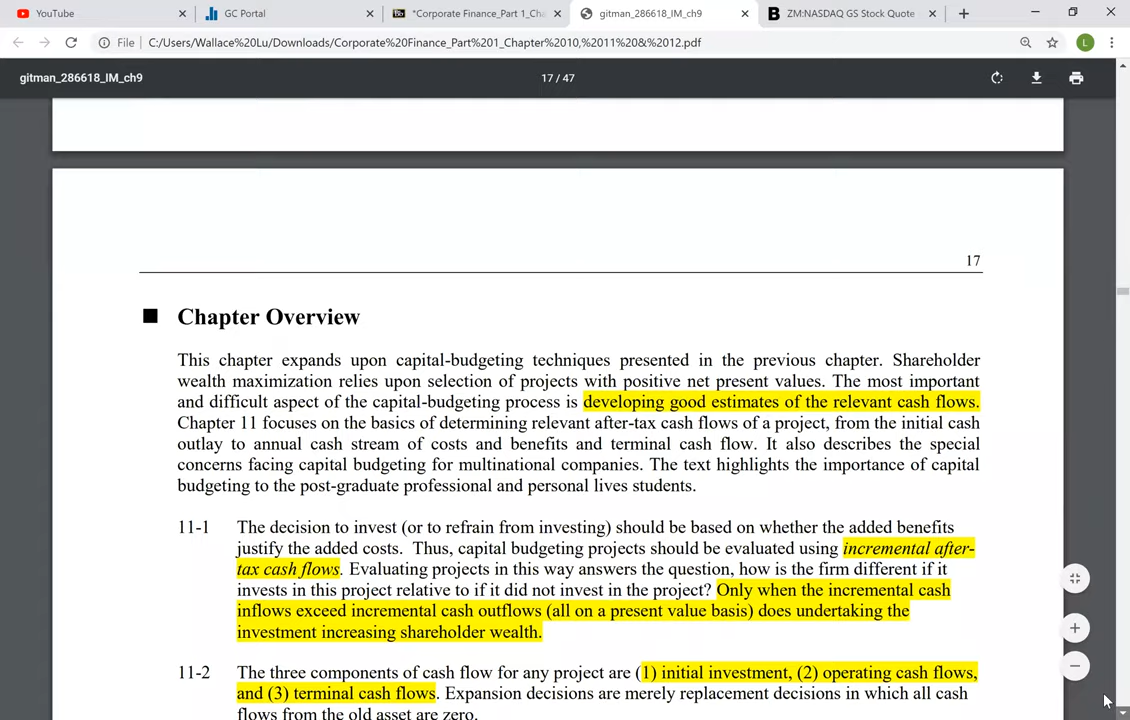 YouTube
GC Portal
*Corporate Finance_Part 1_Cha
gitman_286618_IM_ch9
ZM:NASDAQ GS Stock Quote
File
C:/Users/Wallace%20Lu/Downloads/Corporate%20Finance_Part%201_Chapter%2010,%2011%20&%2012.pdf
L
gitman_286618_IM_ch9
17 / 47
17
Chapter Overview
This chapter expands upon capital-budgeting techniques presented in the previous chapter. Shareholder
wealth maximization relies upon selection of projects with positive net present values. The most important
and difficult aspect of the capital-budgeting process is developing good estimates of the relevant cash flows.
Chapter 11 focuses on the basics of determining relevant after-tax cash flows of a project, from the initial cash
outlay to annual cash stream of costs and benefits and terminal cash flow. It also describes the special
concerns facing capital budgeting for multinational companies. The text highlights the importance of capital
budgeting to the post-graduate professional and personal lives students.
11-1 The decision to invest (or to refrain from investing) should be based on whether the added benefits
justify the added costs. Thus, capital budgeting projects should be evaluated using incremental after-
tax cash flows. Evaluating projects in this way answers the question, how is the firm different if it
invests in this project relative to if it did not invest in the project? Only when the incremental cash
inflows exceed incremental cash outflows (all on a present value basis) does undertaking the
investment increasing shareholder wealth.
11-2 The three components of cash flow for any project are (1) initial investment, (2) operating cash flows,
and (3) terminal cash flows. Expansion decisions are merely replacement decisions in which all cash
flows from the old asset are zero.